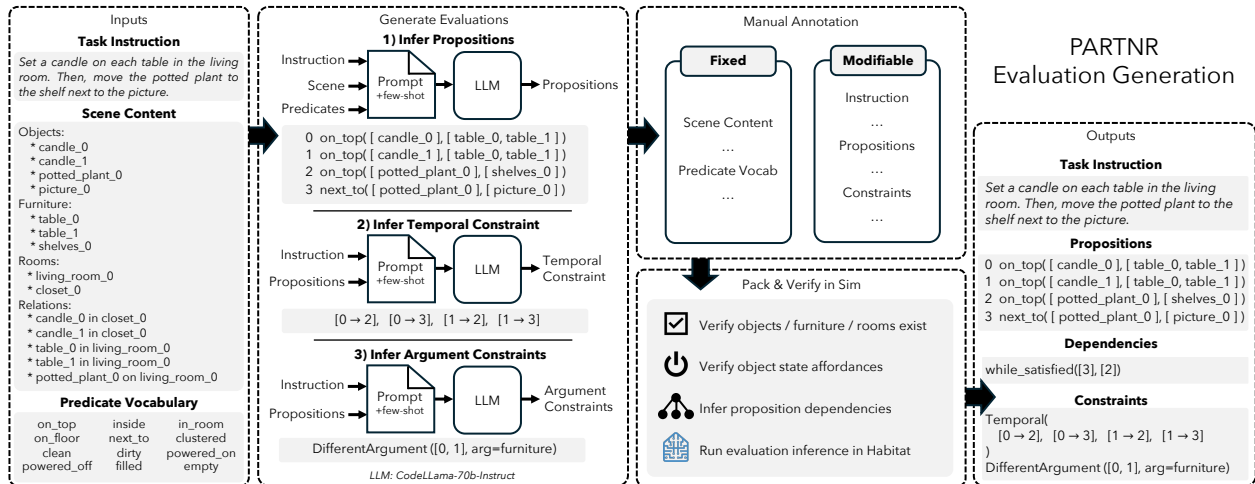 Inputs
Task Instruction
Set a candle on each table in the living
room. Then, move the potted plant to
the shelf next to the picture.
Scene Content
Objects:
* candle_0
* candle_1
* potted_plant_0
* picture_0
Furniture:
* table_0
* table_1
* shelves_0
Rooms:
* living_room_0
* closet_0
Relations:
* candle_0 in closet_0
* candle_1 in closet_0
* table_0 in living_room_0
* table_1 in living_room_0
* potted_plant_0 on living_room_0
Predicate Vocabulary
on_top inside in_room
on_floor next_to clustered
clean dirty powered_on
powered_off filled empty
Generate Evaluations
1) Infer Propositions
Instruction
Scene
Predicates
Prompt
+few-shot
LLM
Propositions
0 on_top( [ candle_0 ], [ table_0, table_1 ] )
1 on_top( [ candle_1 ], [ table_0, table_1 ] )
2 on_top( [ potted_plant_0 ], [ shelves_0 ] )
3 next_to( [ potted_plant_0 ], [ picture_0 ] )
2) Infer Temporal Constraint
Instruction
Propositions
Prompt
+few-shot
LLM
Temporal
Constraint
[0 → 2], [0 → 3], [1 → 2], [1 → 3]
3) Infer Argument Constraints
Instruction
Propositions
Prompt
+few-shot
LLM
Argument
Constraints
DifferentArgument ([0, 1], arg=furniture)
LLM: CodeLLama-70b-Instruct
Manual Annotation
Fixed
Scene Content
...
Predicate Vocab
...
Modifiable
Instruction
...
Propositions
...
Constraints
...
Pack & Verify in Sim
Verify objects / furniture / rooms exist
Verify object state affordances
Infer proposition dependencies
Run evaluation inference in Habitat
PARTNR
Evaluation Generation
Outputs
Task Instruction
Set a candle on each table in the living
room. Then, move the potted plant to the
shelf next to the picture.
Propositions
0 on_top( [ candle_0 ], [ table_0, table_1 ] )
1 on_top( [ candle_1 ], [ table_0, table_1 ] )
2 on_top( [ potted_plant_0 ], [ shelves_0 ] )
3 next_to( [ potted_plant_0 ], [ picture_0 ] )
Dependencies
while_satisfied([3], [2])
Constraints
Temporal(
[0 → 2], [0 → 3], [1 → 2], [1 → 3]
)
DifferentArgument ([0, 1], arg=furniture)